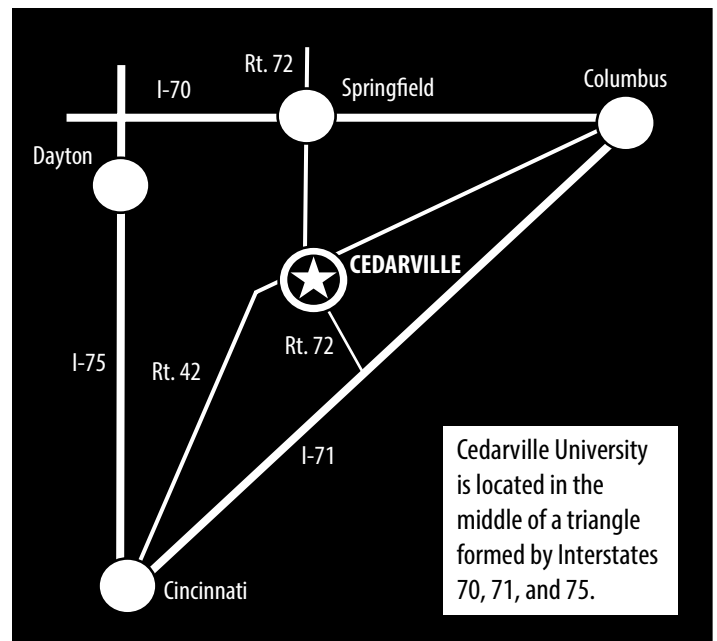 Rt. 72
I-70
Springfield
Columbus
Dayton
CEDARVILLE
Rt. 72
I-75
Rt. 42
I-71
Cincinnati
Cedarville University
is located in the
middle of a triangle
formed by Interstates
70, 71, and 75.